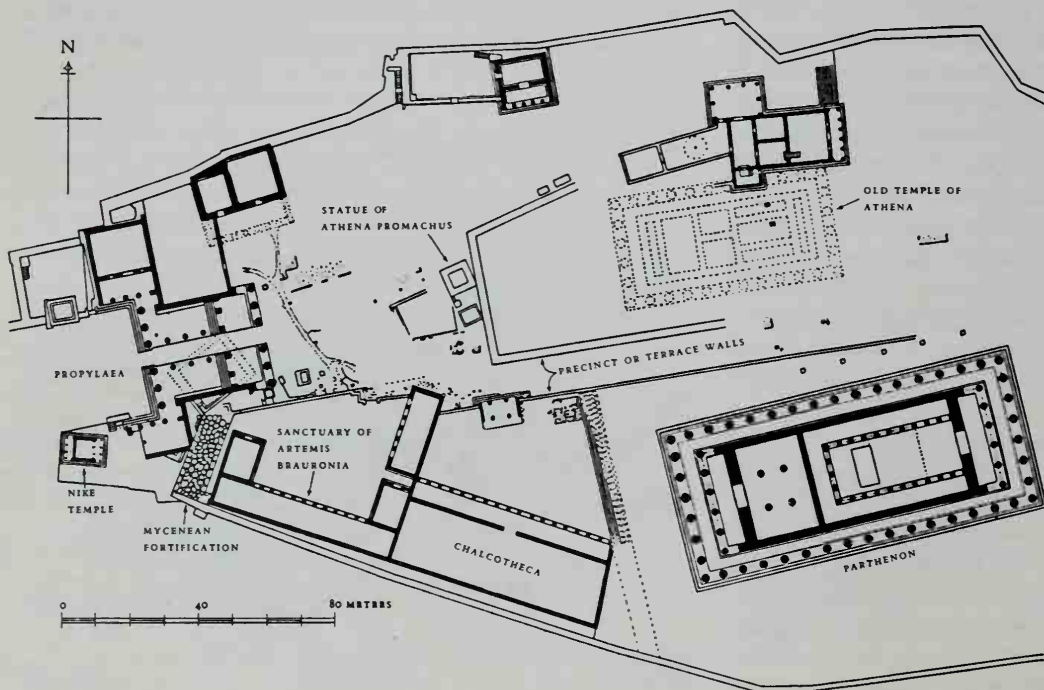 N
STATUE OF
ATHENA PROMACHUS
OLD TEMPLE OF
ATHENA
PROPYLAEA
PRECINCT OR TERRACE WALLS
SANCTUARY OF
ARTEMIS
BRAURONIA
NIKE
TEMPLE
MYCENEAN
FORTIFICATION
CHALCOTHECA
PARTHENON
0 40 80 METERS